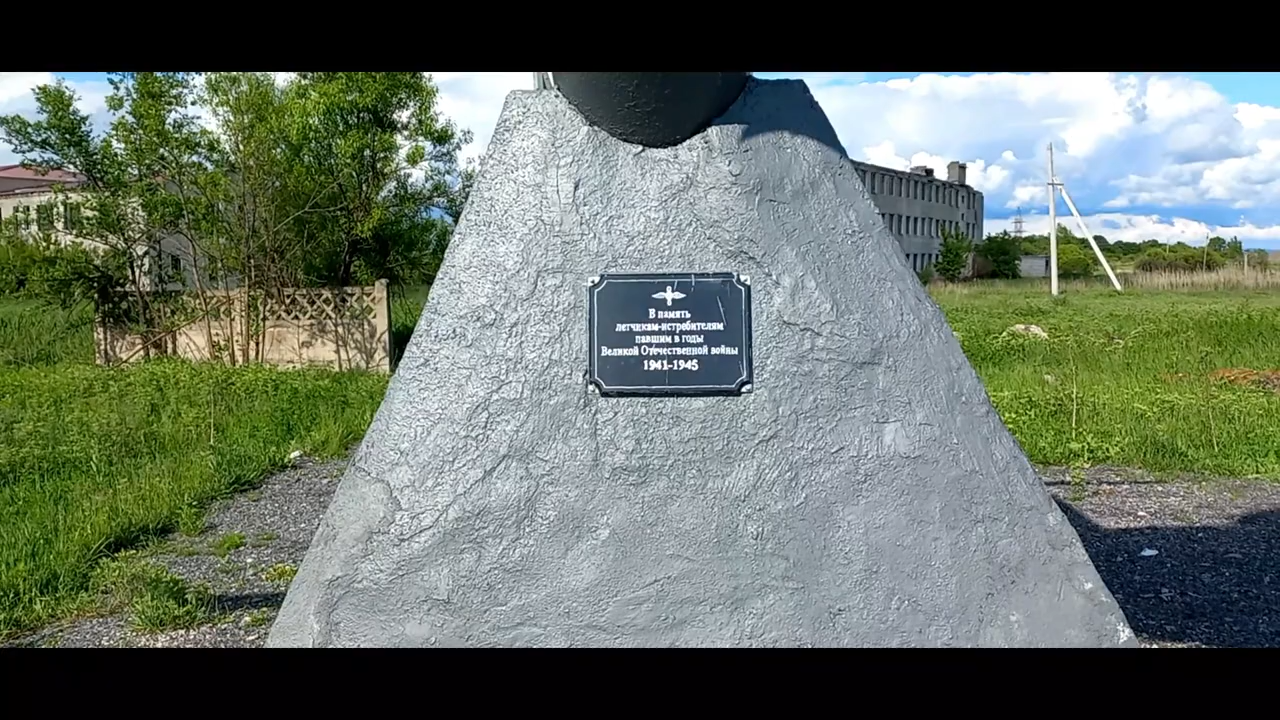 В память
летчикам-истребителям
павшим в годы
Великой Отечественной войны
1941-1945